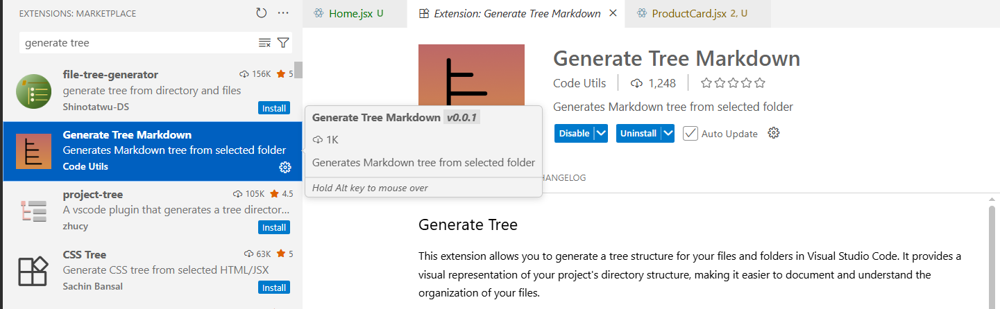 EXTENSIONS: MARKETPLACE
generate tree
file-tree-generator 156K 5
generate tree from directory and files
Shinotatwu-DS Install
Generate Tree Markdown
Generates Markdown tree from selected folder
Code Utils
project-tree 105K 4.5
A vscode plugin that generates a tree director...
zhucy Install
CSS Tree 63K 5
Generate CSS tree from selected HTML/JSX
Sachin Bansal Install
Home.jsx U
Extension: Generate Tree Markdown
ProductCard.jsx 2, U
Generate Tree Markdown
Code Utils 1,248
Generates Markdown tree from selected folder
Disable Uninstall Auto Update
Generate Tree Markdown v0.0.1
1K
Generates Markdown tree from selected folder
Hold Alt key to mouse over
HANGELOG
Generate Tree
This extension allows you to generate a tree structure for your files and folders in Visual Studio Code. It provides a
visual representation of your project's directory structure, making it easier to document and understand the
organization of your files.